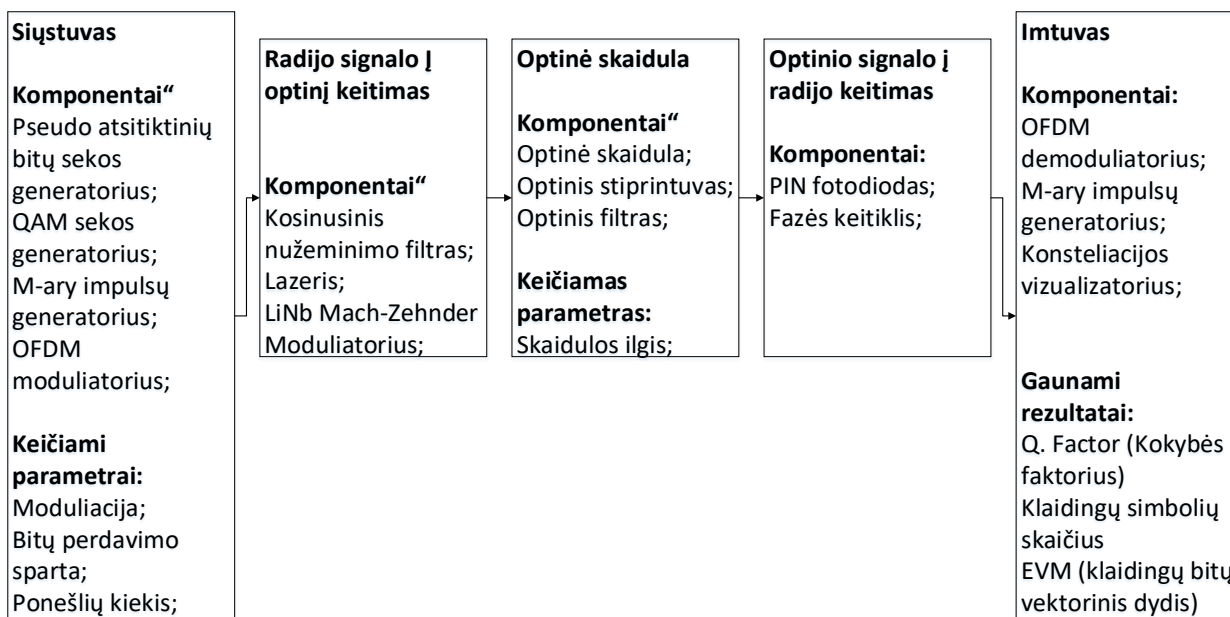 Siųstuvas
Komponentai“
Pseudo atsitiktinių
bitų sekos
generatorius;
QAM sekos
generatorius;
M-ary impulsų
generatorius;
OFDM
moduliatorius;
Keičiami
parametrai:
Moduliacija;
Bitų perdavimo
sparta;
Ponešlių kiekis;
Radijo signalo Į
optinį keitimas
Komponentai“
Kosinusinis
nužeminimo filtras;
Lazeris;
LiNb Mach-Zehnder
Moduliatorius;
Optinė skaidula
Komponentai“
Optinė skaidula;
Optinis stiprintuvas;
Optinis filtras;
Keičiamas
parametras:
Skaidulos ilgis;
Optinio signalo į
radijo keitimas
Komponentai:
PIN fotodiodas;
Fazės keitiklis;
Imtuvas
Komponentai:
OFDM
demoduliatorius;
M-ary impulsų
generatorius;
Konsteliacijos
vizualizatorius;
Gaunami
rezultatai:
Q. Factor (Kokybės
faktorius)
Klaidingų simbolių
skaičius
EVM (klaidingų bitų
vektorinis dydis)